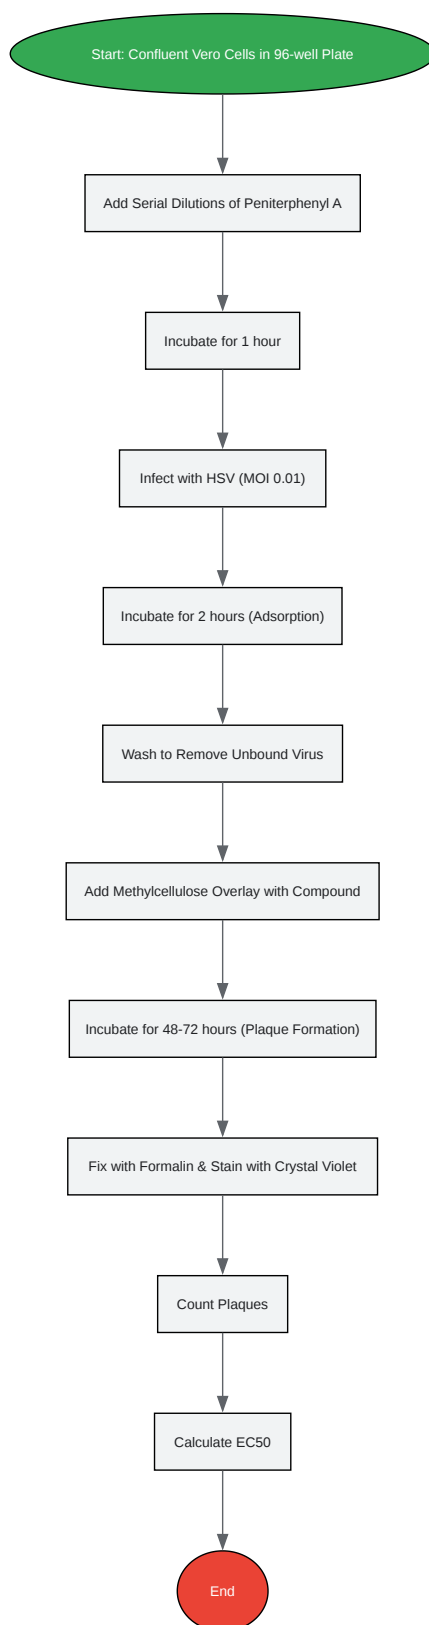 Start: Confluent Vero Cells in 96-well Plate
Add Serial Dilutions of Peniterphenyl A
Incubate for 1 hour
Infect with HSV (MOI 0.01)
Incubate for 2 hours (Adsorption)
Wash to Remove Unbound Virus
Add Methylcellulose Overlay with Compound
Incubate for 48-72 hours (Plaque Formation)
Fix with Formalin & Stain with Crystal Violet
Count Plaques
Calculate EC50
End